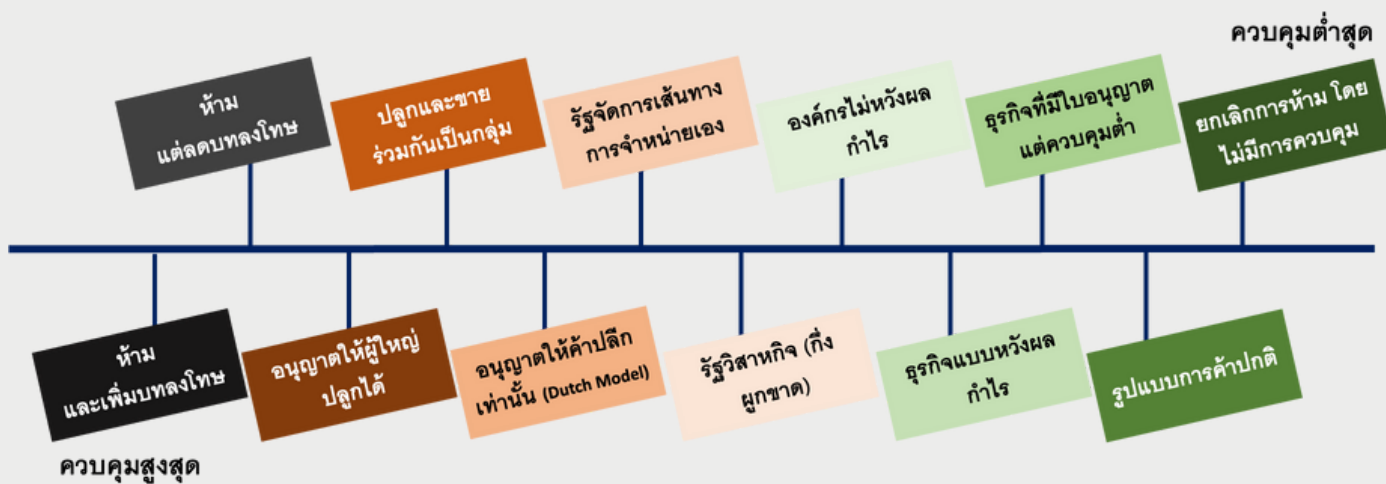 ควบคุมต่ำสุด
ห้าม
แต่ลดบทลงโทษ
ปลูกและขาย
ร่วมกันเป็นกลุ่ม
รัฐจัดการเส้นทาง
การจำหน่ายเอง
องค์กรไม่หวังผล
กำไร
ธุรกิจที่มีใบอนุญาต
แต่ควบคุมต่ำ
ยกเลิกการห้าม โดย
ไม่มีการควบคุม
ห้าม
และเพิ่มบทลงโทษ
อนุญาตให้ผู้ใหญ่
ปลูกได้
อนุญาตให้ค้าปลีก
เท่านั้น (Dutch Model)
รัฐวิสาหกิจ (กึ่ง
ผูกขาด)
ธุรกิจแบบหวังผล
กำไร
รูปแบบการค้าปกติ
ควบคุมสูงสุด